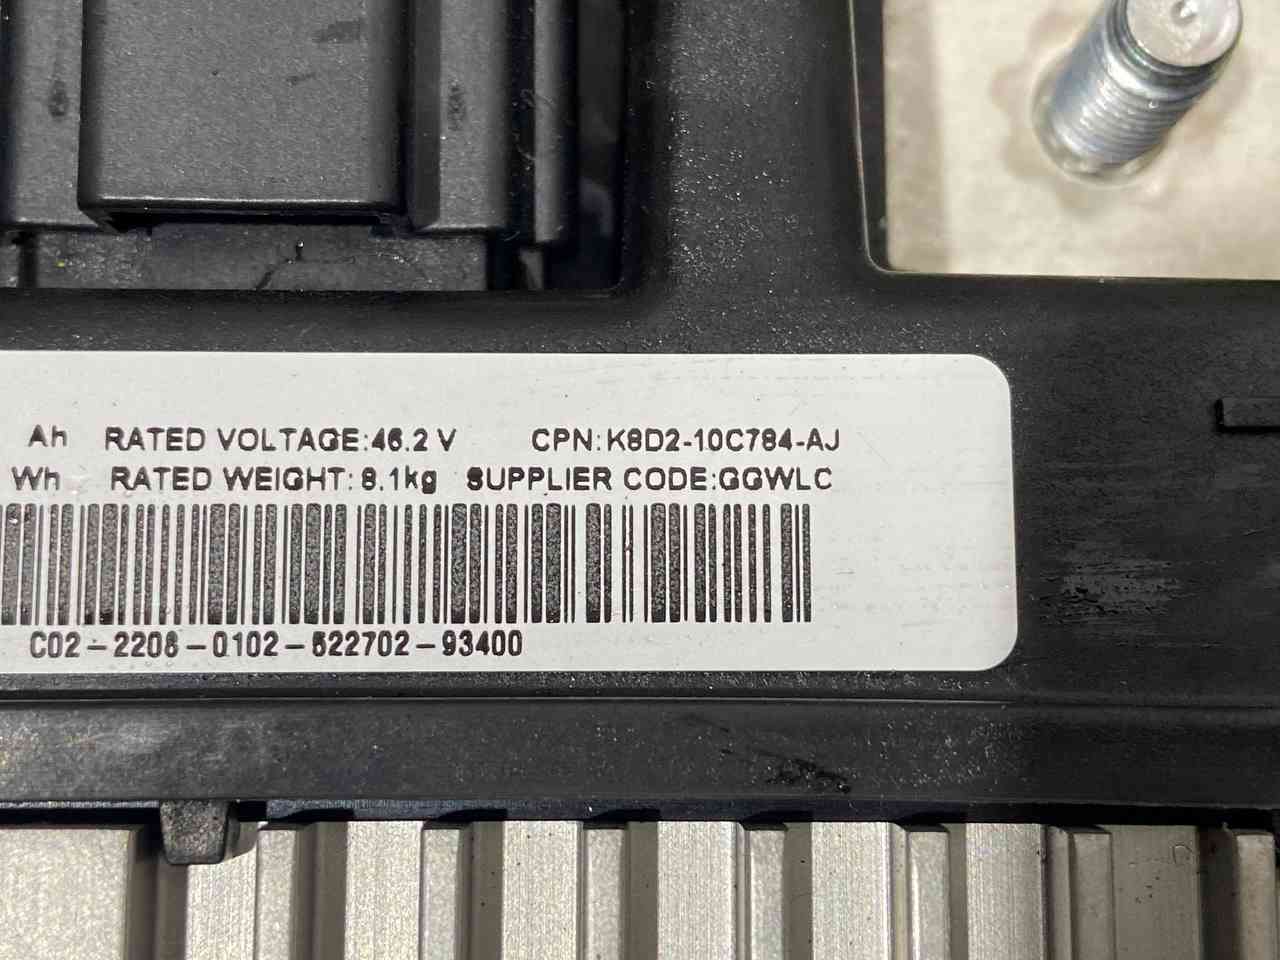 Ah RATED VOLTAGE:46.2 V CPN:K8D2-10C784-AJ
Wh RATED WEIGHT: 8.1kg SUPPLIER CODE:GGWLC
C02-2208-0102-522702-93400